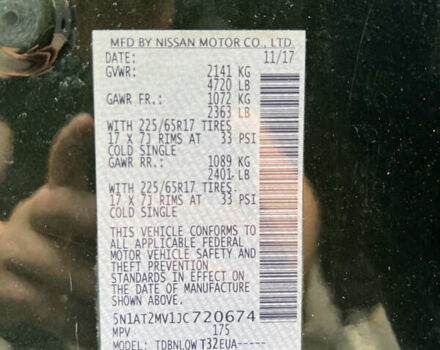 MFD BY NISSAN MOTOR CO., LTD.
DATE: 11/17
GVWR: 2141 KG
4720 LB
GAWR FR.: 1072 KG
2363 LB
WITH 225/65R17 TIRES
17 X 7J RIMS AT 33 PSI
COLD SINGLE
GAWR RR.: 1089 KG
2401 LB
WITH 225/65R17 TIRES.
17 X 7J RIMS AT 33 PSI
COLD SINGLE
THIS VEHICLE CONFORMS TO
ALL APPLICABLE FEDERAL
MOTOR VEHICLE SAFETY AND
THEFT PREVENTION
STANDARDS IN EFFECT ON
THE DATE OF MANUFACTURE
SHOWN ABOVE.
5N1AT2MV1JC720674
MPV 175
MODEL: TDBNLOW T32EUA-----